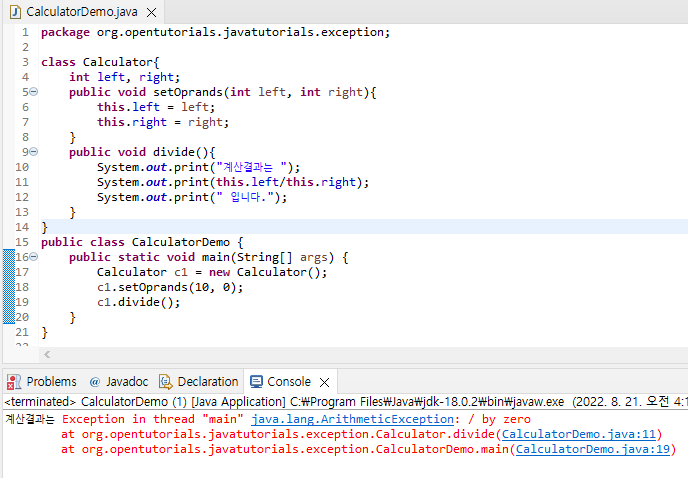 CalculatorDemo.java
1 package org.opentutorials.javatutorials.exception;
2
3 class Calculator{
4     int left, right;
5     public void setOprands(int left, int right){
6         this.left = left;
7         this.right = right;
8     }
9     public void divide(){
10         System.out.print("계산결과는 ");
11         System.out.print(this.left/this.right);
12         System.out.print(" 입니다.");
13     }
14 }
15 public class CalculatorDemo {
16     public static void main(String[] args) {
17         Calculator c1 = new Calculator();
18         c1.setOprands(10, 0);
19         c1.divide();
20     }
21 }
Problems @ Javadoc Declaration Console
<terminated> CalculatorDemo (1) [Java Application] C:₩Program Files₩Java₩jdk-18.0.2₩bin₩javaw.exe (2022. 8. 21. 오전 4:1
계산결과는 Exception in thread "main" java.lang.ArithmeticException: / by zero
at org.opentutorials.javatutorials.exception.Calculator.divide(CalculatorDemo.java:11)
at org.opentutorials.javatutorials.exception.CalculatorDemo.main(CalculatorDemo.java:19)